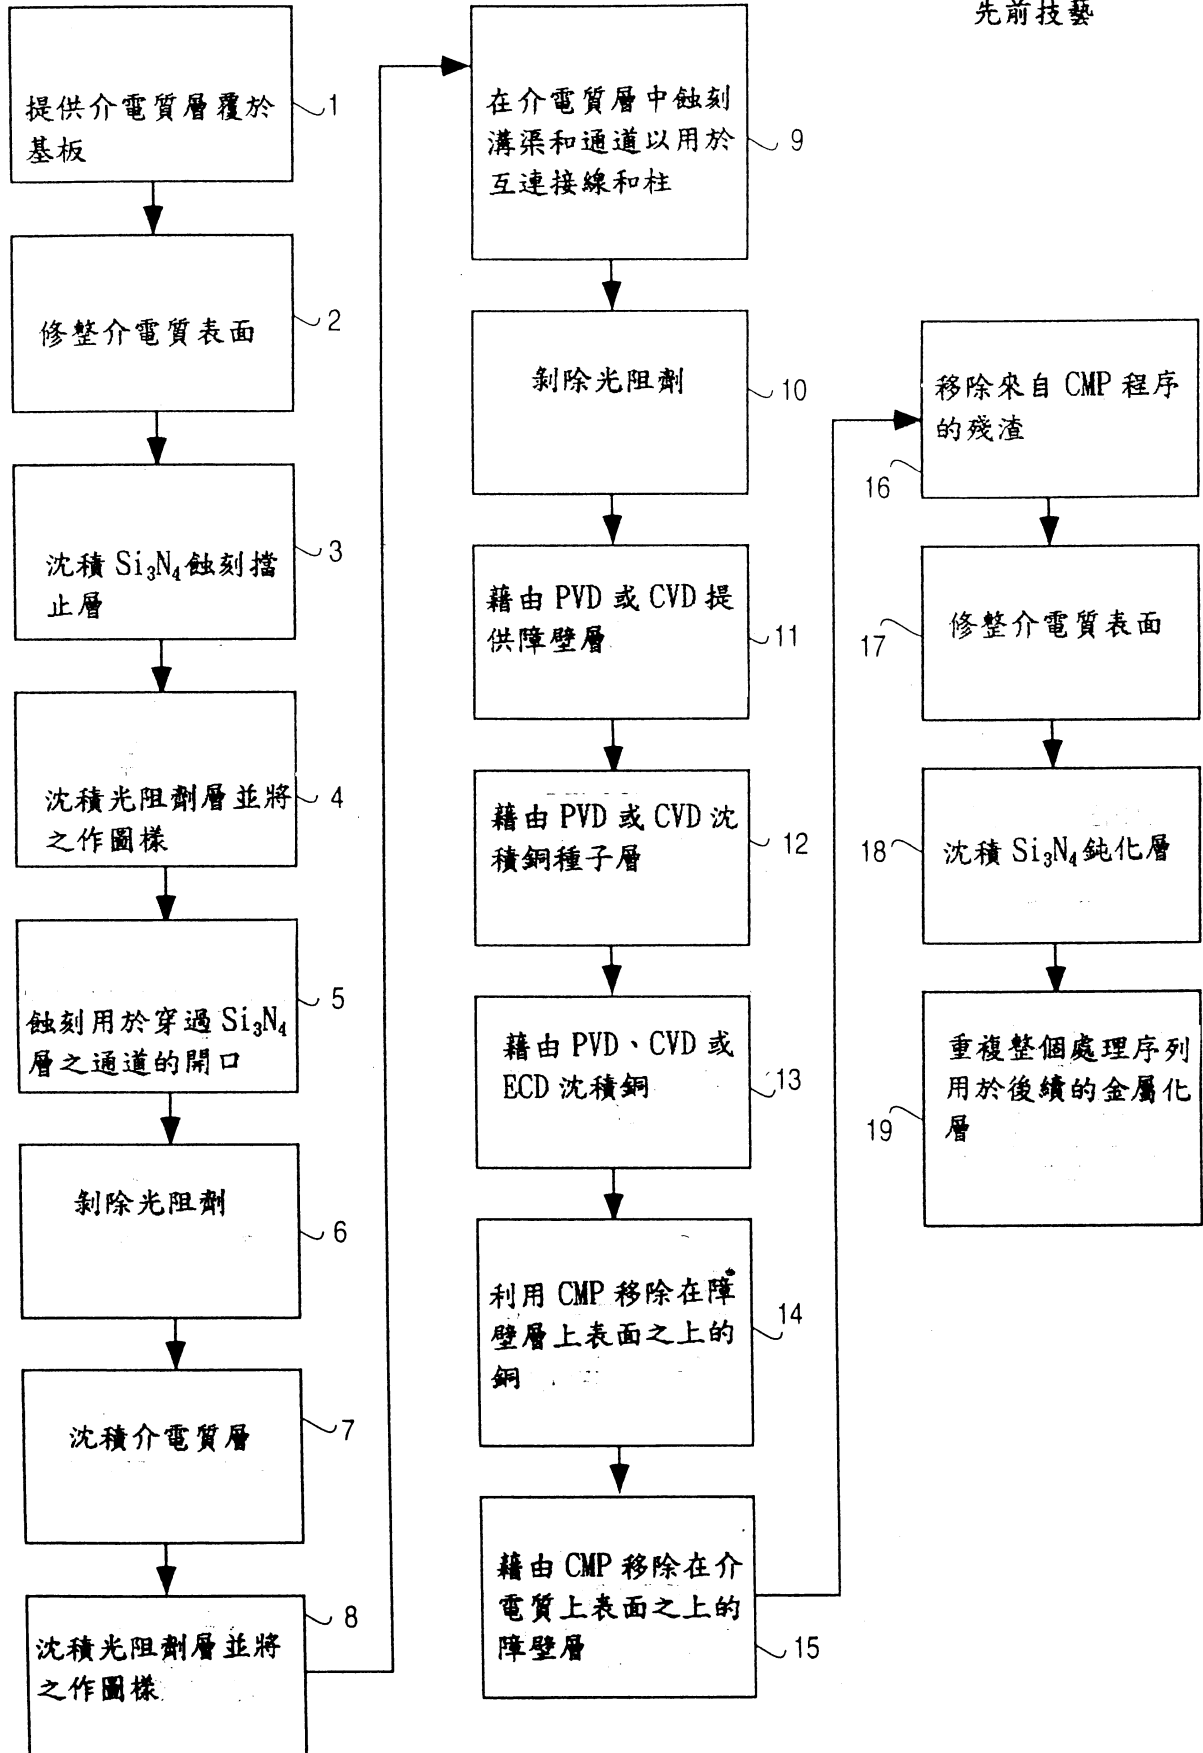 先前技藝
提供介電質層覆於
基板
1
修整介電質表面
2
沈積 Si₃N₄ 蝕刻擋
止層
3
沈積光阻劑層並將
之作圖樣
4
蝕刻用於穿過 Si₃N₄
層之通道的開口
5
剝除光阻劑
6
沈積介電質層
7
沈積光阻劑層並將
之作圖樣
8
在介電質層中蝕刻
溝渠和通道以用於
互連接線和柱
9
剝除光阻劑
10
藉由 PVD 或 CVD 提
供障壁層
11
藉由 PVD 或 CVD 沈
積銅種子層
12
藉由 PVD、CVD 或
ECD 沈積銅
13
利用 CMP 移除在障
壁層上表面之上的
銅
14
藉由 CMP 移除在介
電質上表面之上的
障壁層
15
移除來自 CMP 程序
的殘渣
16
修整介電質表面
17
沈積 Si₃N₄ 鈍化層
18
重複整個處理序列
用於後續的金屬化
層
19